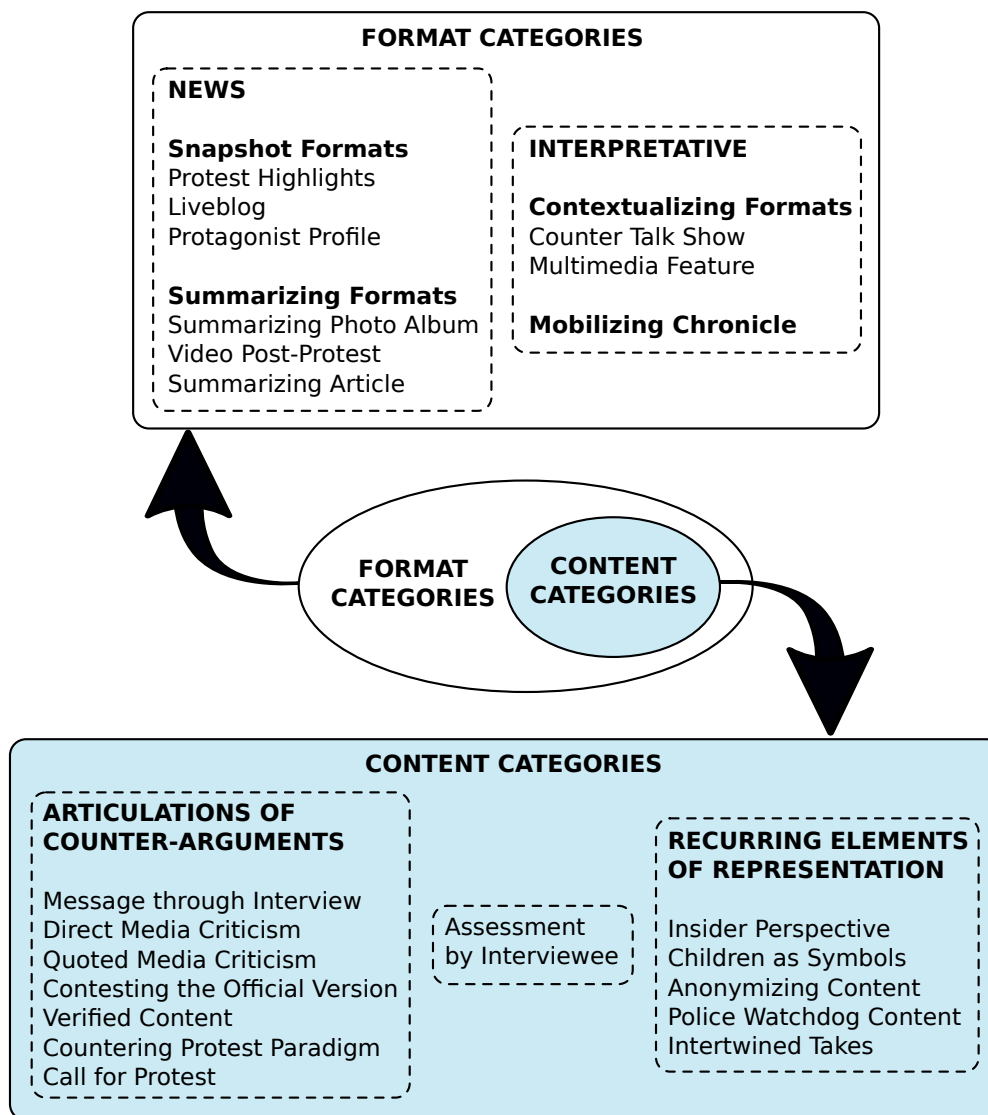 FORMAT CATEGORIES
NEWS
Snapshot Formats
Protest Highlights
Liveblog
Protagonist Profile
Summarizing Formats
Summarizing Photo Album
Video Post-Protest
Summarizing Article
INTERPRETATIVE
Contextualizing Formats
Counter Talk Show
Multimedia Feature
Mobilizing Chronicle
FORMAT
CATEGORIES
CONTENT
CATEGORIES
CONTENT CATEGORIES
ARTICULATIONS OF
COUNTER-ARGUMENTS
Message through Interview
Direct Media Criticism
Quoted Media Criticism
Contesting the Official Version
Verified Content
Countering Protest Paradigm
Call for Protest
Assessment
by Interviewee
RECURRING ELEMENTS
OF REPRESENTATION
Insider Perspective
Children as Symbols
Anonymizing Content
Police Watchdog Content
Intertwined Takes